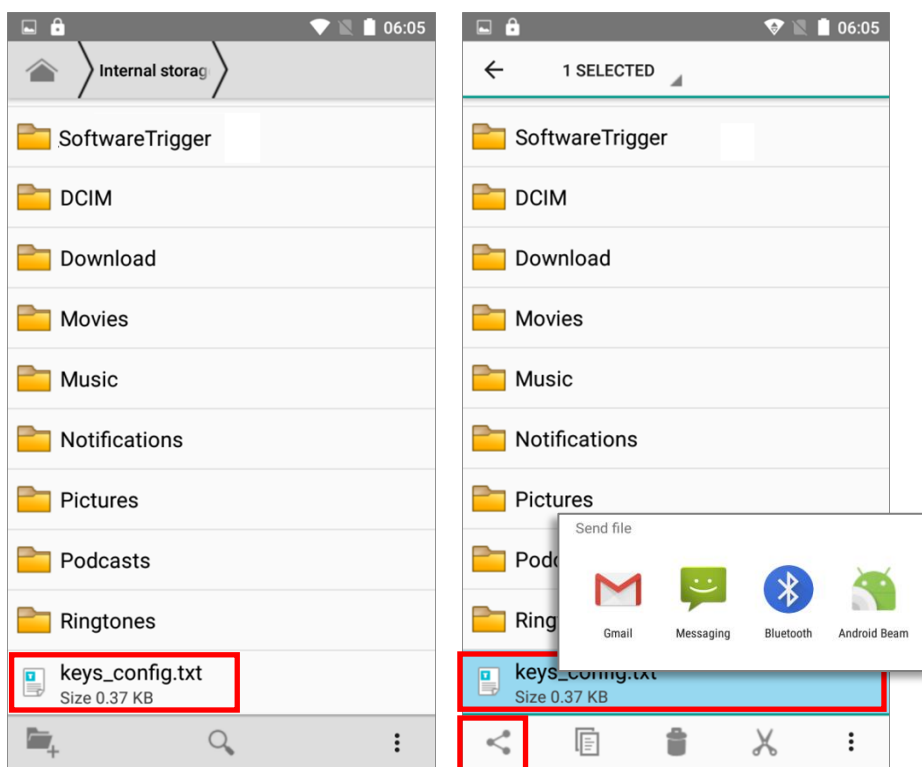 06:05
Internal storag
SoftwareTrigger
DCIM
Download
Movies
Music
Notifications
Pictures
Podcasts
Ringtones
keys_config.txt
Size 0.37 KB
06:05
1 SELECTED
SoftwareTrigger
DCIM
Download
Movies
Music
Notifications
Pictures
Podc
Ring
keys_config.txt
Size 0.37 KB
Send file
Gmail Messaging Bluetooth Android Beam